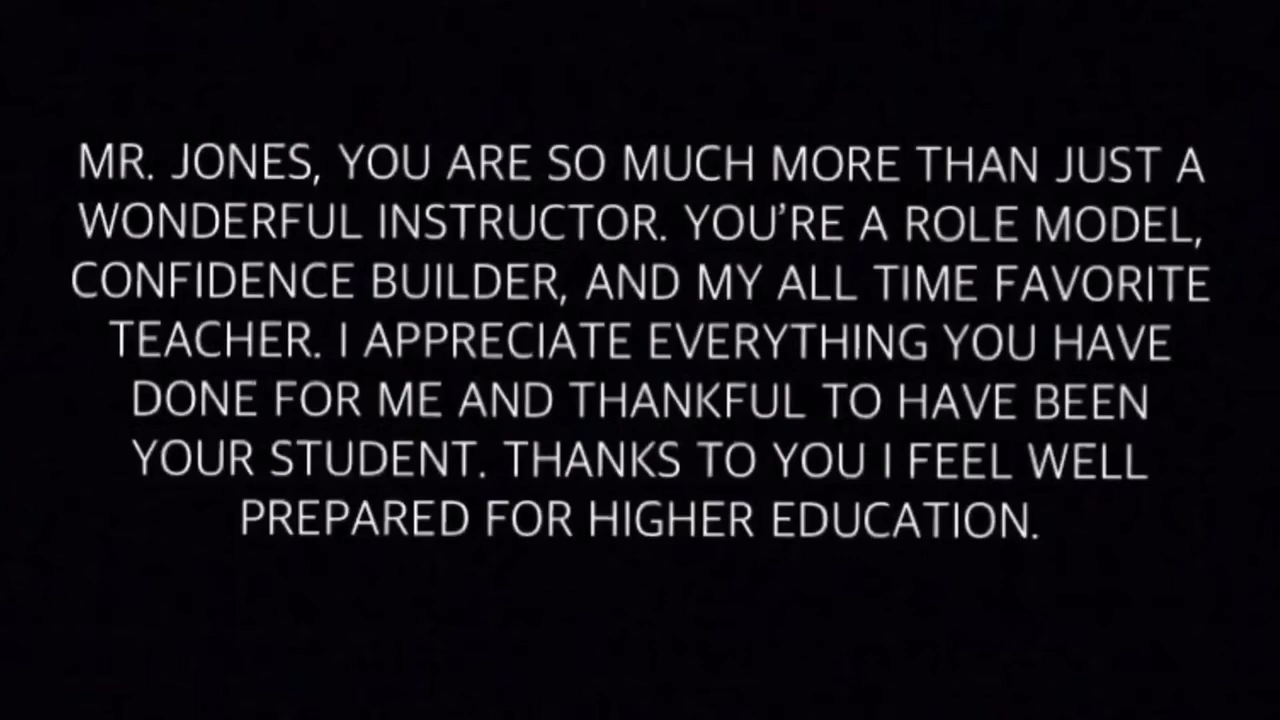 MR. JONES, YOU ARE SO MUCH MORE THAN JUST A
WONDERFUL INSTRUCTOR. YOU'RE A ROLE MODEL,
CONFIDENCE BUILDER, AND MY ALL TIME FAVORITE
TEACHER. I APPRECIATE EVERYTHING YOU HAVE
DONE FOR ME AND THANKFUL TO HAVE BEEN
YOUR STUDENT. THANKS TO YOU I FEEL WELL
PREPARED FOR HIGHER EDUCATION.